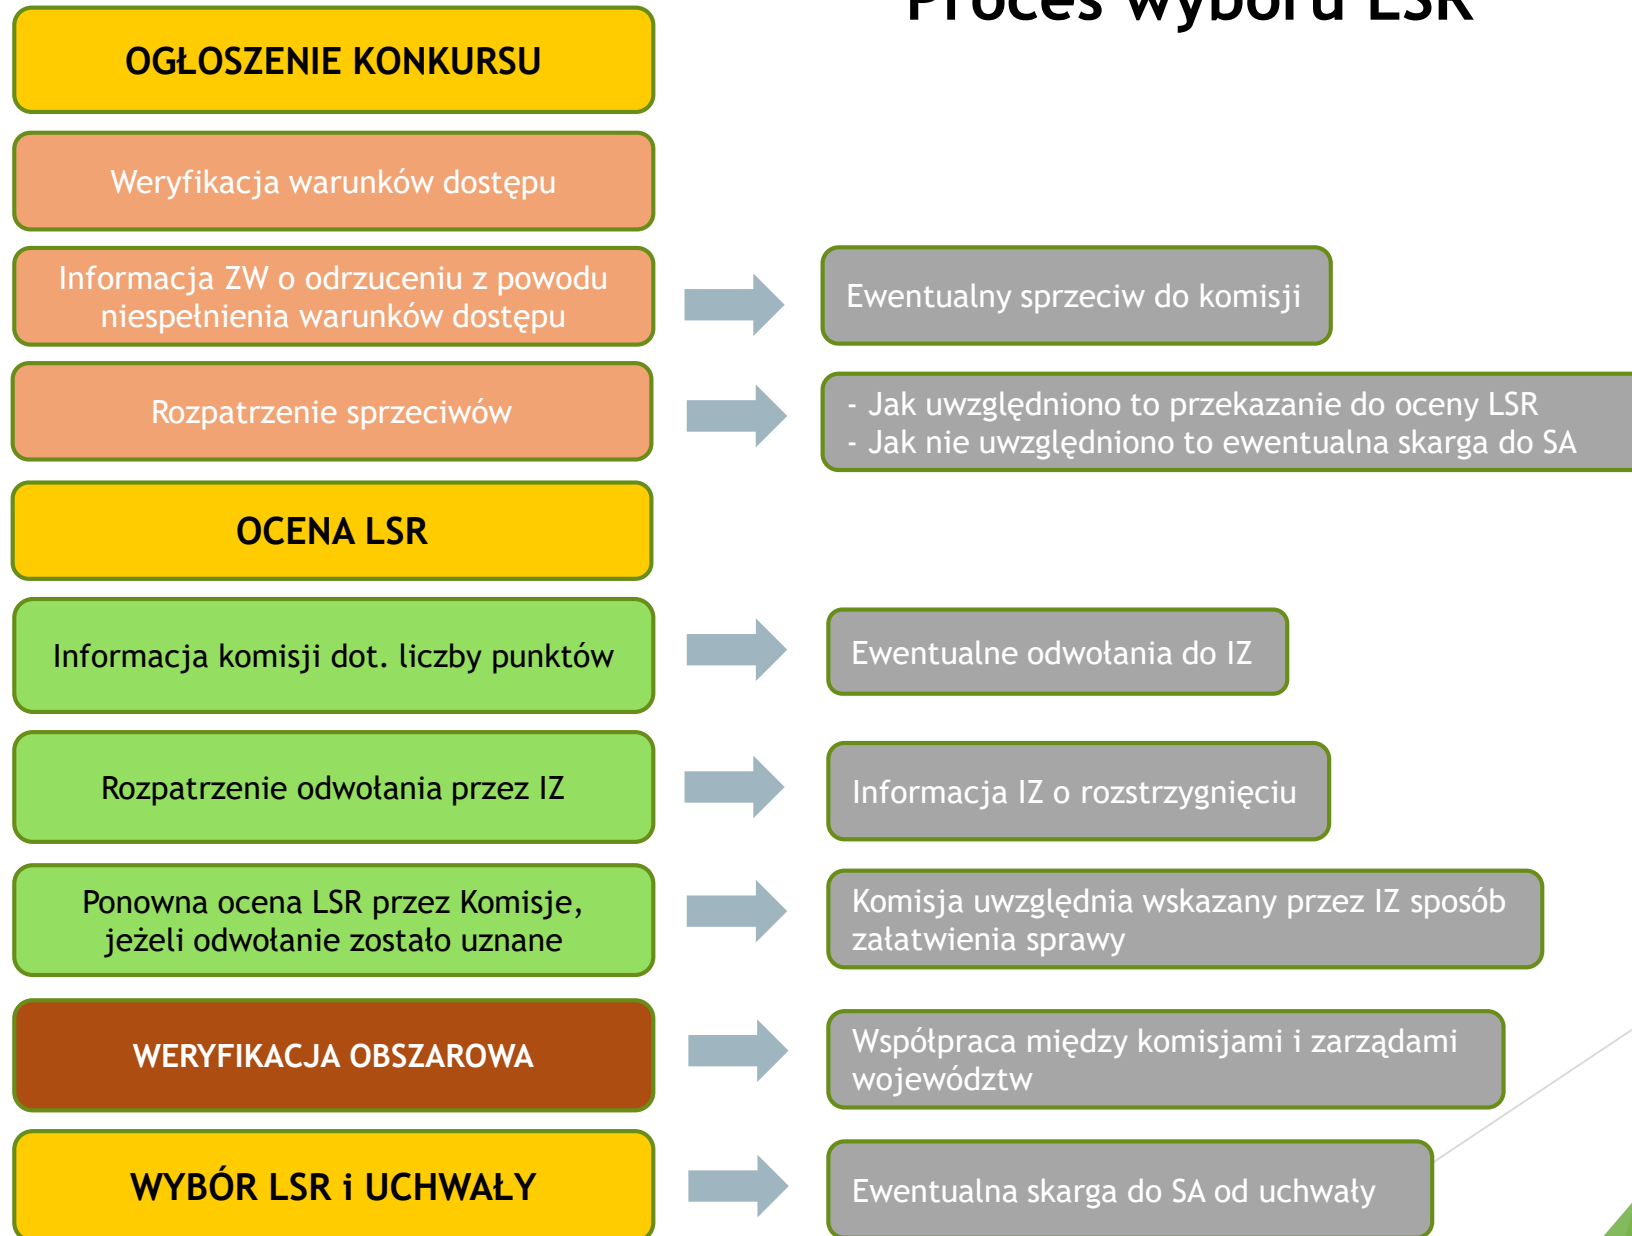 Proces wyboru LSR
OGŁOSZENIE KONKURSU
Weryfikacja warunków dostępu
Informacja ZW o odrzuceniu z powodu
niespełnienia warunków dostępu
Ewentualny sprzeciw do komisji
Rozpatrzenie sprzeciwów
- Jak uwzględniono to przekazanie do oceny LSR
- Jak nie uwzględniono to ewentualna skarga do SA
OCENA LSR
Informacja komisji dot. liczby punktów
Ewentualne odwołania do IZ
Rozpatrzenie odwołania przez IZ
Informacja IZ o rozstrzygnięciu
Ponowna ocena LSR przez Komisje,
jeżeli odwołanie zostało uznane
Komisja uwzględnia wskazany przez IZ sposób
załatwienia sprawy
WERYFIKACJA OBSZAROWA
Współpraca między komisjami i zarządami
województw
WYBÓR LSR i UCHWAŁY
Ewentualna skarga do SA od uchwały